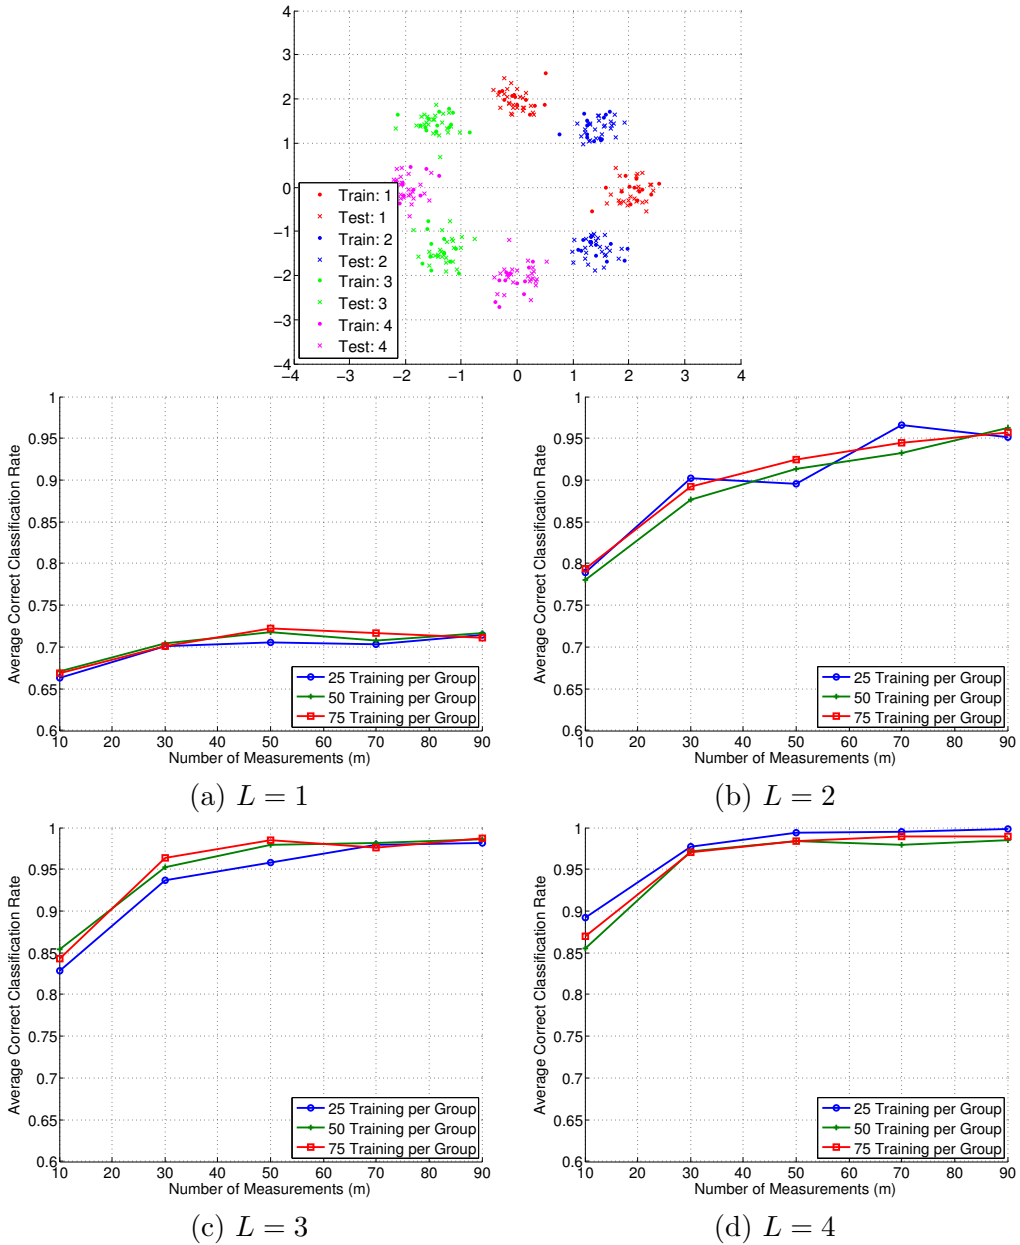 4
3
2
1
0
−1
−2
−3
−4
Train: 1
Test: 1
Train: 2
Test: 2
Train: 3
Test: 3
Train: 4
Test: 4
−4 −3 −2 −1 0 1 2 3 4
Average Correct Classification Rate
1
0.95
0.9
0.85
0.8
0.75
0.7
0.65
0.6
25 Training per Group
50 Training per Group
75 Training per Group
10 20 30 40 50 60 70 80 90
Number of Measurements (m)
(a) L = 1
Average Correct Classification Rate
1
0.95
0.9
0.85
0.8
0.75
0.7
0.65
0.6
25 Training per Group
50 Training per Group
75 Training per Group
10 20 30 40 50 60 70 80 90
Number of Measurements (m)
(b) L = 2
Average Correct Classification Rate
1
0.95
0.9
0.85
0.8
0.75
0.7
0.65
0.6
25 Training per Group
50 Training per Group
75 Training per Group
10 20 30 40 50 60 70 80 90
Number of Measurements (m)
(c) L = 3
Average Correct Classification Rate
1
0.95
0.9
0.85
0.8
0.75
0.7
0.65
0.6
25 Training per Group
50 Training per Group
75 Training per Group
10 20 30 40 50 60 70 80 90
Number of Measurements (m)
(d) L = 4